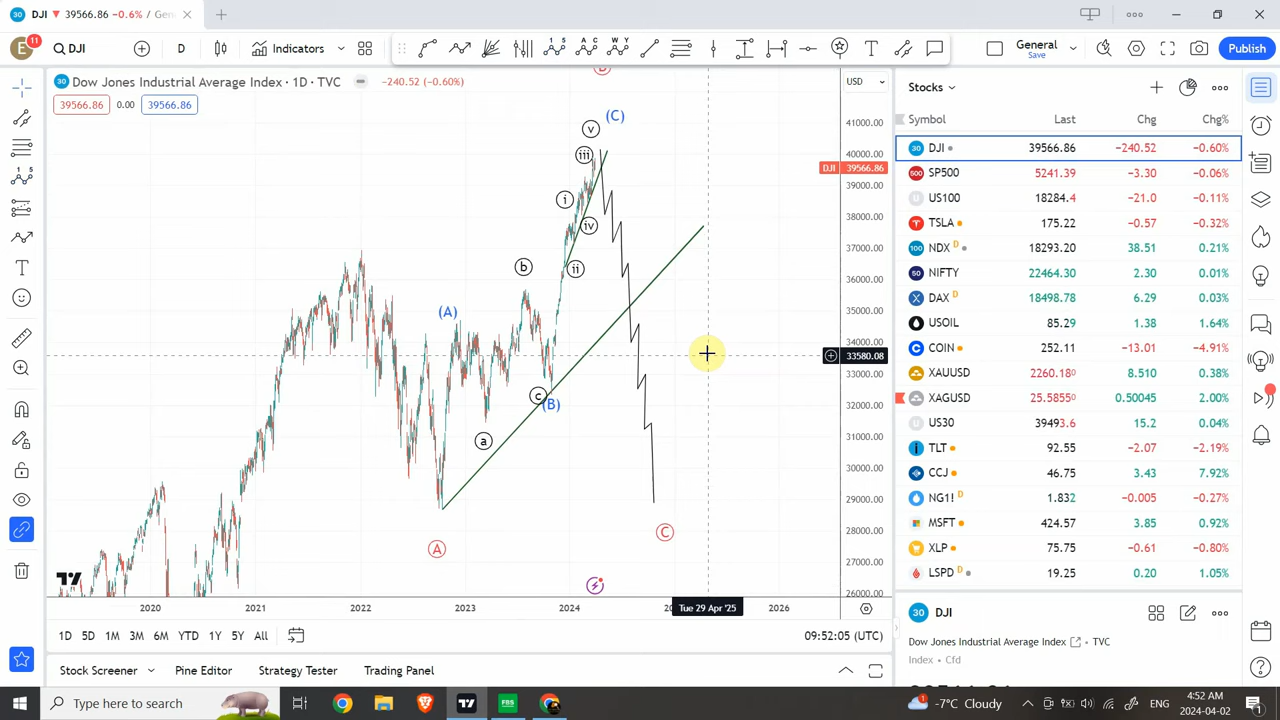 30 DJI ▼ 39566.86 −0.6% / Gen
E 11 DJI D Indicators General Save Publish
30 Dow Jones Industrial Average Index · 1D · TVC −240.52 (−0.60%)
39566.86 0.00 39566.86
USD
41000.00
40000.00
DJI 39566.86
39000.00
38000.00
37000.00
36000.00
35000.00
34000.00
33580.08
33000.00
32000.00
31000.00
30000.00
29000.00
28000.00
27000.00
26000.00
(C)
v
iii
i
iv
ii
b
(A)
c
(B)
a
A
C
2020 2021 2022 2023 2024 Tue 29 Apr '25 2026
1D 5D 1M 3M 6M YTD 1Y 5Y All 09:52:05 (UTC)
Stock Screener Pine Editor Strategy Tester Trading Panel
Stocks
Symbol Last Chg Chg%
DJI 39566.86 −240.52 −0.60%
SP500 5241.39 −3.30 −0.06%
US100 18284.4 −21.0 −0.11%
TSLA 175.22 −0.57 −0.32%
NDX D 18293.20 38.51 0.21%
NIFTY 22464.30 2.30 0.01%
DAX D 18498.78 6.29 0.03%
USOIL 85.29 1.38 1.64%
COIN 252.11 −13.01 −4.91%
XAUUSD 2260.180 8.510 0.38%
XAGUSD 25.58550 0.50045 2.00%
US30 39493.6 15.2 0.04%
TLT 92.55 −2.07 −2.19%
CCJ 46.75 3.43 7.92%
NG1! D 1.832 −0.005 −0.27%
MSFT 424.57 3.85 0.92%
XLP 75.75 −0.61 −0.80%
LSPD D 19.25 0.20 1.05%
30 DJI
Dow Jones Industrial Average Index · TVC
Index · Cfd
Type here to search
FBS
-7°C Cloudy
ENG
4:52 AM
2024-04-02